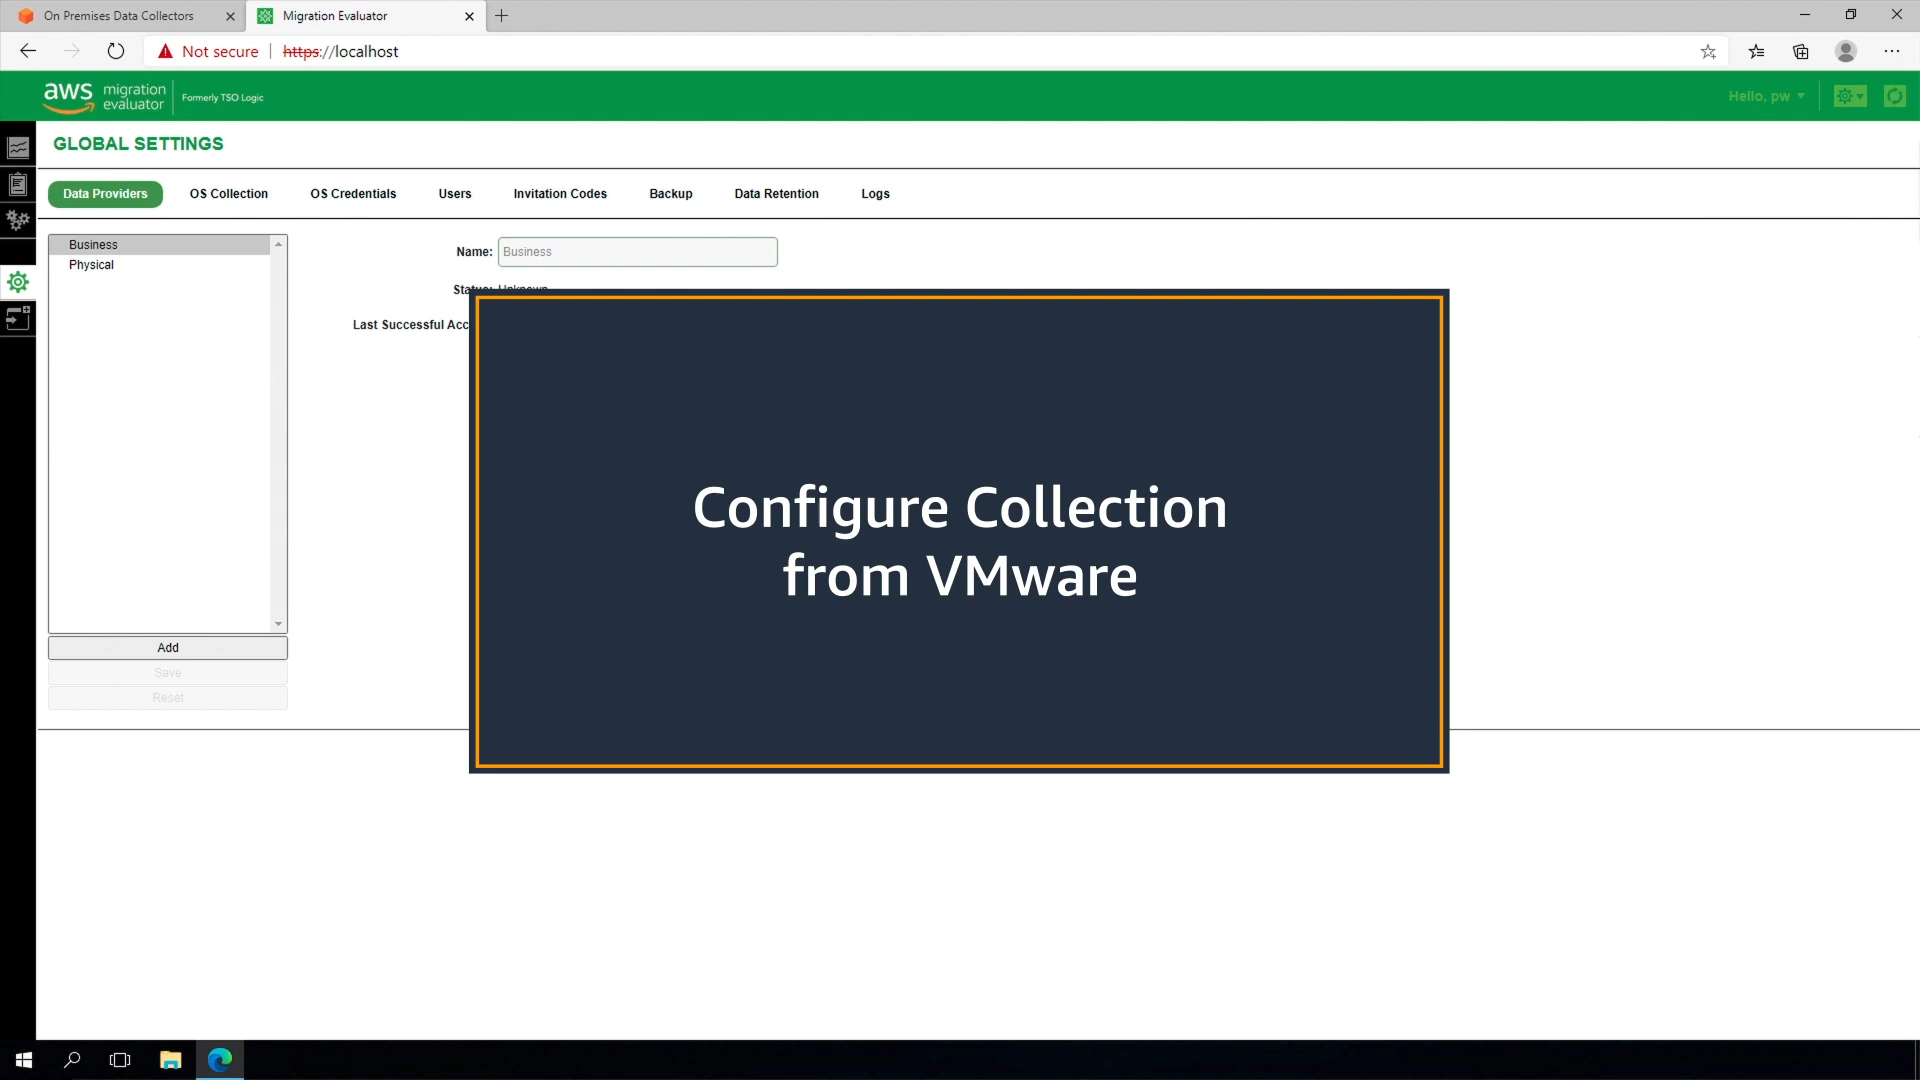 On Premises Data Collectors
Migration Evaluator
Not secure
https://localhost
aws migration evaluator
Formerly TSO Logic
Hello, pw
GLOBAL SETTINGS
Data Providers
OS Collection
OS Credentials
Users
Invitation Codes
Backup
Data Retention
Logs
Business
Physical
Name: Business
Status: Unknown
Last Successful Acc
Configure Collection
from VMware
Add
Save
Reset